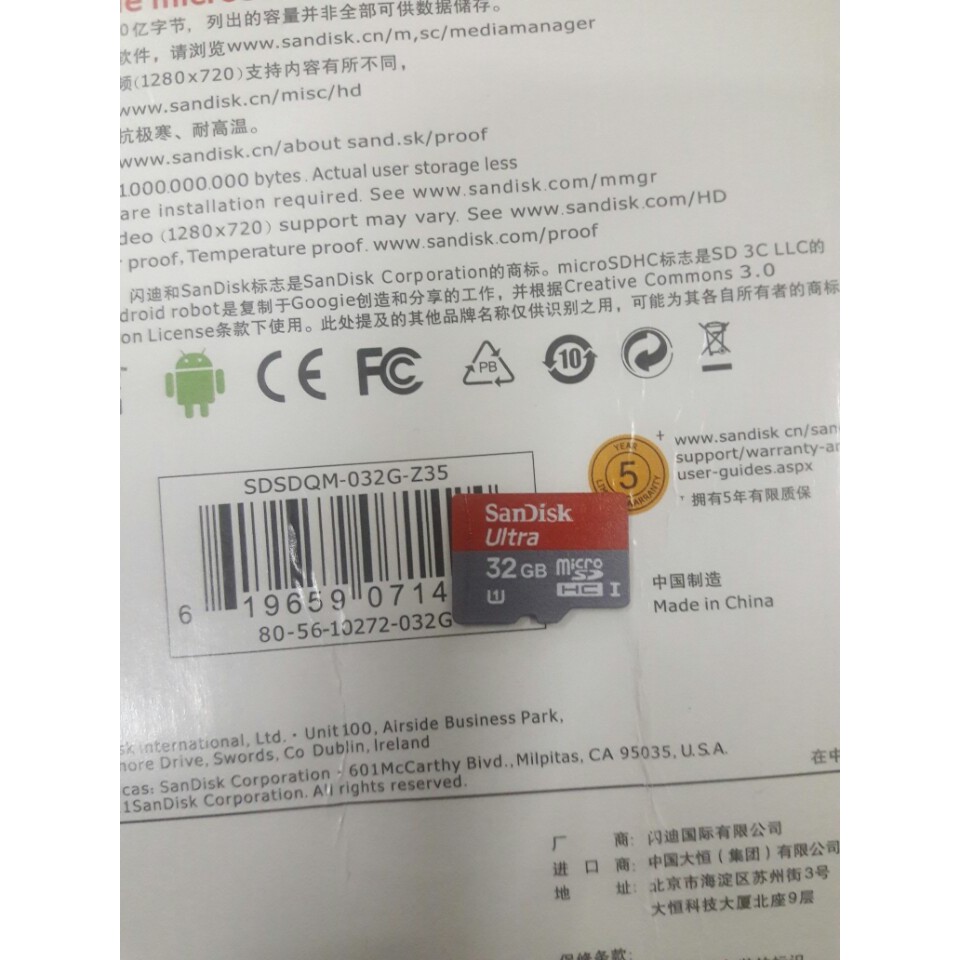 0亿字节，列出的容量并非全部可供数据储存。
软件，请浏览www.sandisk.cn/m,sc/mediamanager
频(1280x720)支持内容有所不同，
www.sandisk.cn/misc/hd
抗极寒、耐高温。
www.sandisk.cn/about sand.sk/proof
1000.000.000 bytes. Actual user storage less
are installation required. See www.sandisk.com/mmgr
deo (1280x720) support may vary. See www.sandisk.com/HD
proof, Temperature proof. www.sandisk.com/proof
闪迪和SanDisk标志是SanDisk Corporation的商标。microSDHC标志是SD 3C LLC的
droid robot是复制于Googie创造和分享的工作，并根据Creative Commons 3.0
on License条款下使用。此处提及的其他品牌名称仅供识别之用，可能为其各自所有者的商标
CE FC PB 10
www.sandisk cn/san
support/warranty-ar
user-guides.aspx
拥有5年有限质保
YEAR
5
WARRANTY
SDSDQM-032G-Z35
6 19659 0714
80-56-10272-032G
SanDisk
Ultra
32 GB micro SD
U1 HC I
中国制造
Made in China
sk International, Ltd. · Unit 100, Airside Business Park,
nore Drive, Swords, Co Dublin, Ireland
cas: SanDisk Corporation - 601McCarthy Blvd., Milpitas, CA 95035, U.S.A.
1SanDisk Corporation. All rights reserved.
在中
厂 商: 闪迪国际有限公司
进 口 商: 中国大恒（集团）有限公司
地 址: 北京市海淀区苏州街3号
大恒科技大厦北座9层
保修条款: